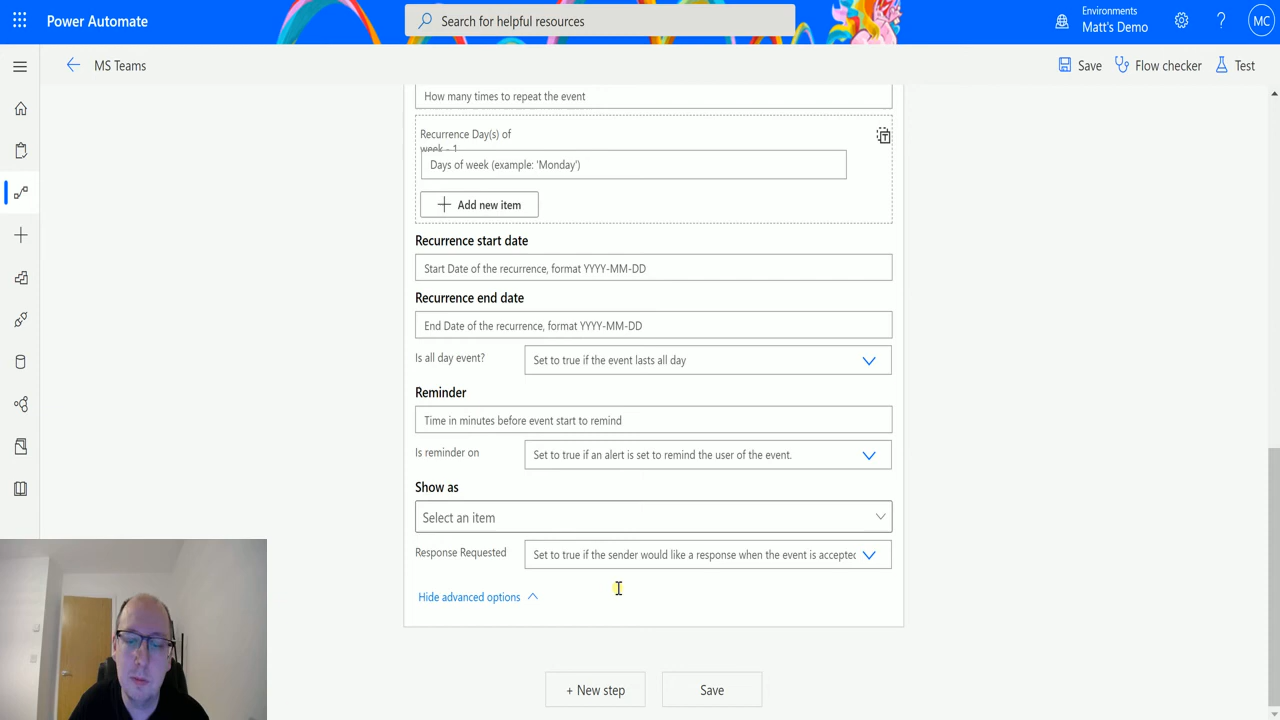 Power Automate
Search for helpful resources
Environments
Matt's Demo
?
MC
MS Teams
Save
Flow checker
Test
How many times to repeat the event
Recurrence Day(s) of
week - 1
Days of week (example: 'Monday')
Add new item
Recurrence start date
Start Date of the recurrence, format YYYY-MM-DD
Recurrence end date
End Date of the recurrence, format YYYY-MM-DD
Is all day event?
Set to true if the event lasts all day
Reminder
Time in minutes before event start to remind
Is reminder on
Set to true if an alert is set to remind the user of the event.
Show as
Select an item
Response Requested
Set to true if the sender would like a response when the event is accepted
Hide advanced options
+ New step
Save